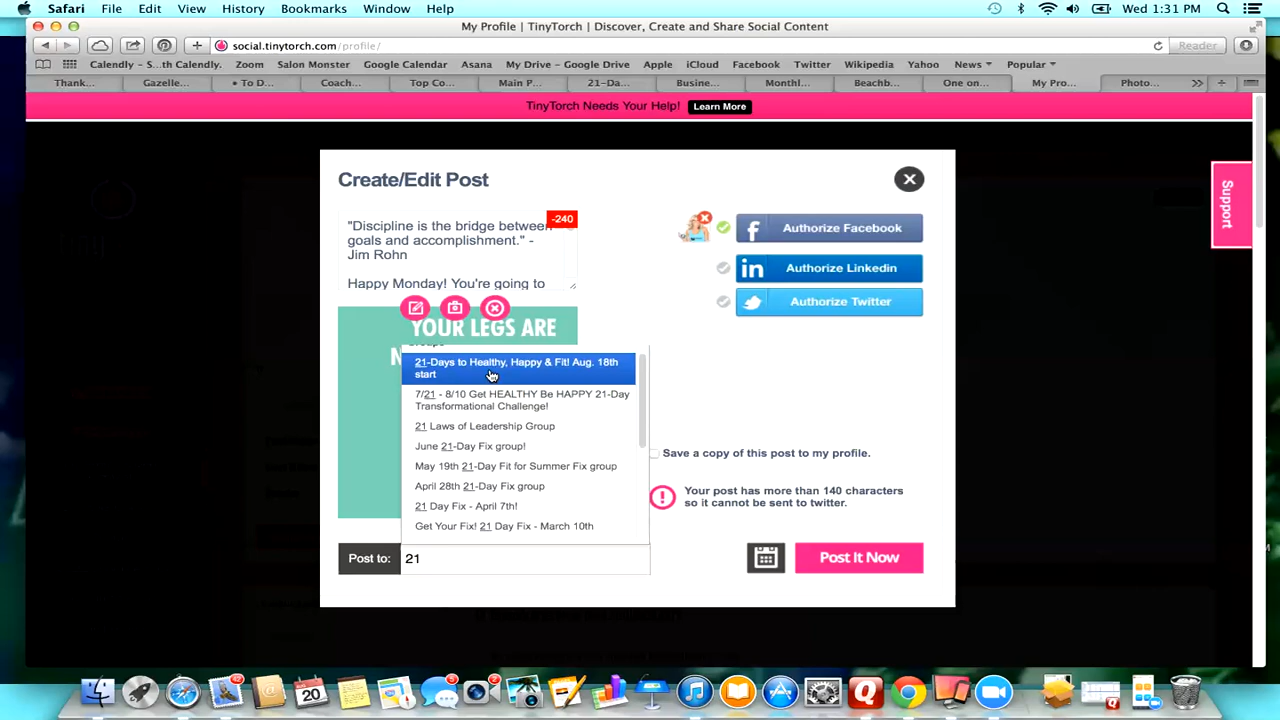 Safari File Edit View History Bookmarks Window Help Wed 1:31 PM
My Profile | TinyTorch | Discover, Create and Share Social Content
social.tinytorch.com/profile/ Reader
Calendly - S...th Calendly. Zoom Salon Monster Google Calendar Asana My Drive - Google Drive Apple iCloud Facebook Twitter Wikipedia Yahoo News Popular
Thank... Gazelle... • To D... Coach... Top Co... Main P... 21-Da... Busine... Monthl... Beachb... One on... My Pro... Photo...
TinyTorch Needs Your Help! Learn More
Support
Create/Edit Post
-240
"Discipline is the bridge between
goals and accomplishment." -
Jim Rohn
Happy Monday! You're going to
Authorize Facebook
Authorize Linkedin
Authorize Twitter
YOUR LEGS ARE
Groups
21-Days to Healthy, Happy & Fit! Aug. 18th
start
7/21 - 8/10 Get HEALTHY Be HAPPY 21-Day
Transformational Challenge!
21 Laws of Leadership Group
June 21-Day Fix group!
May 19th 21-Day Fit for Summer Fix group
April 28th 21-Day Fix group
21 Day Fix - April 7th!
Get Your Fix! 21 Day Fix - March 10th
Save a copy of this post to my profile.
Your post has more than 140 characters
so it cannot be sent to twitter.
Post to: 21
Post It Now